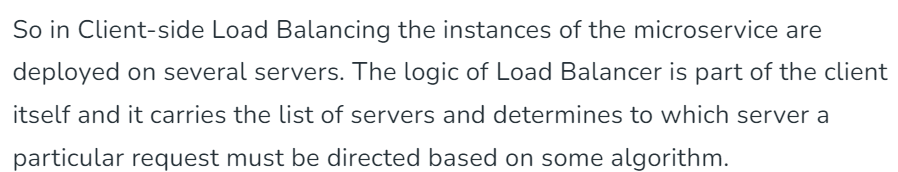 So in Client-side Load Balancing the instances of the microservice are
deployed on several servers. The logic of Load Balancer is part of the client
itself and it carries the list of servers and determines to which server a
particular request must be directed based on some algorithm.